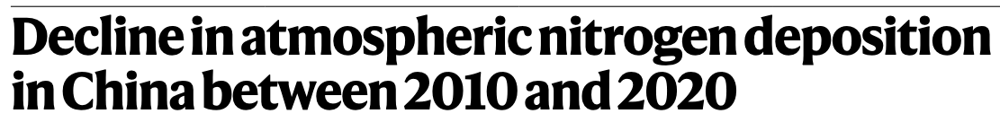 Decline in atmospheric nitrogen deposition
in China between 2010 and 2020